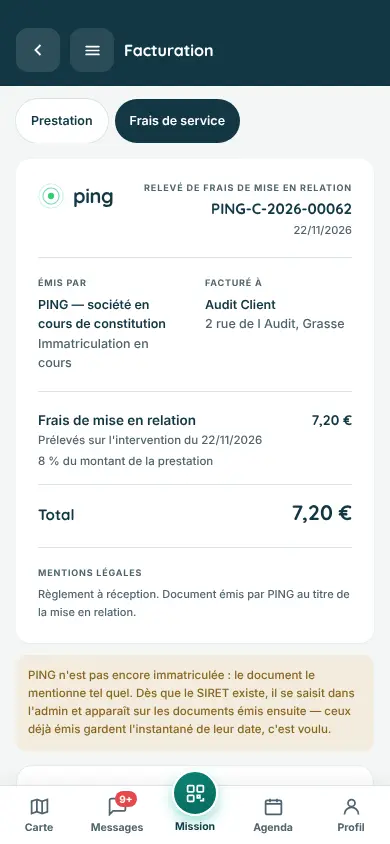 Facturation
Prestation
Frais de service
ping
RELEVÉ DE FRAIS DE MISE EN RELATION
PING-C-2026-00062
22/11/2026
ÉMIS PAR
PING — société en
cours de constitution
Immatriculation en
cours
FACTURÉ À
Audit Client
2 rue de l Audit, Grasse
Frais de mise en relation
7,20 €
Prélevés sur l'intervention du 22/11/2026
8 % du montant de la prestation
Total
7,20 €
MENTIONS LÉGALES
Règlement à réception. Document émis par PING au titre de
la mise en relation.
PING n'est pas encore immatriculée : le document le
mentionne tel quel. Dès que le SIRET existe, il se saisit dans
l'admin et apparaît sur les documents émis ensuite — ceux
déjà émis gardent l'instantané de leur date, c'est voulu.
9+
Carte
Messages
Mission
Agenda
Profil